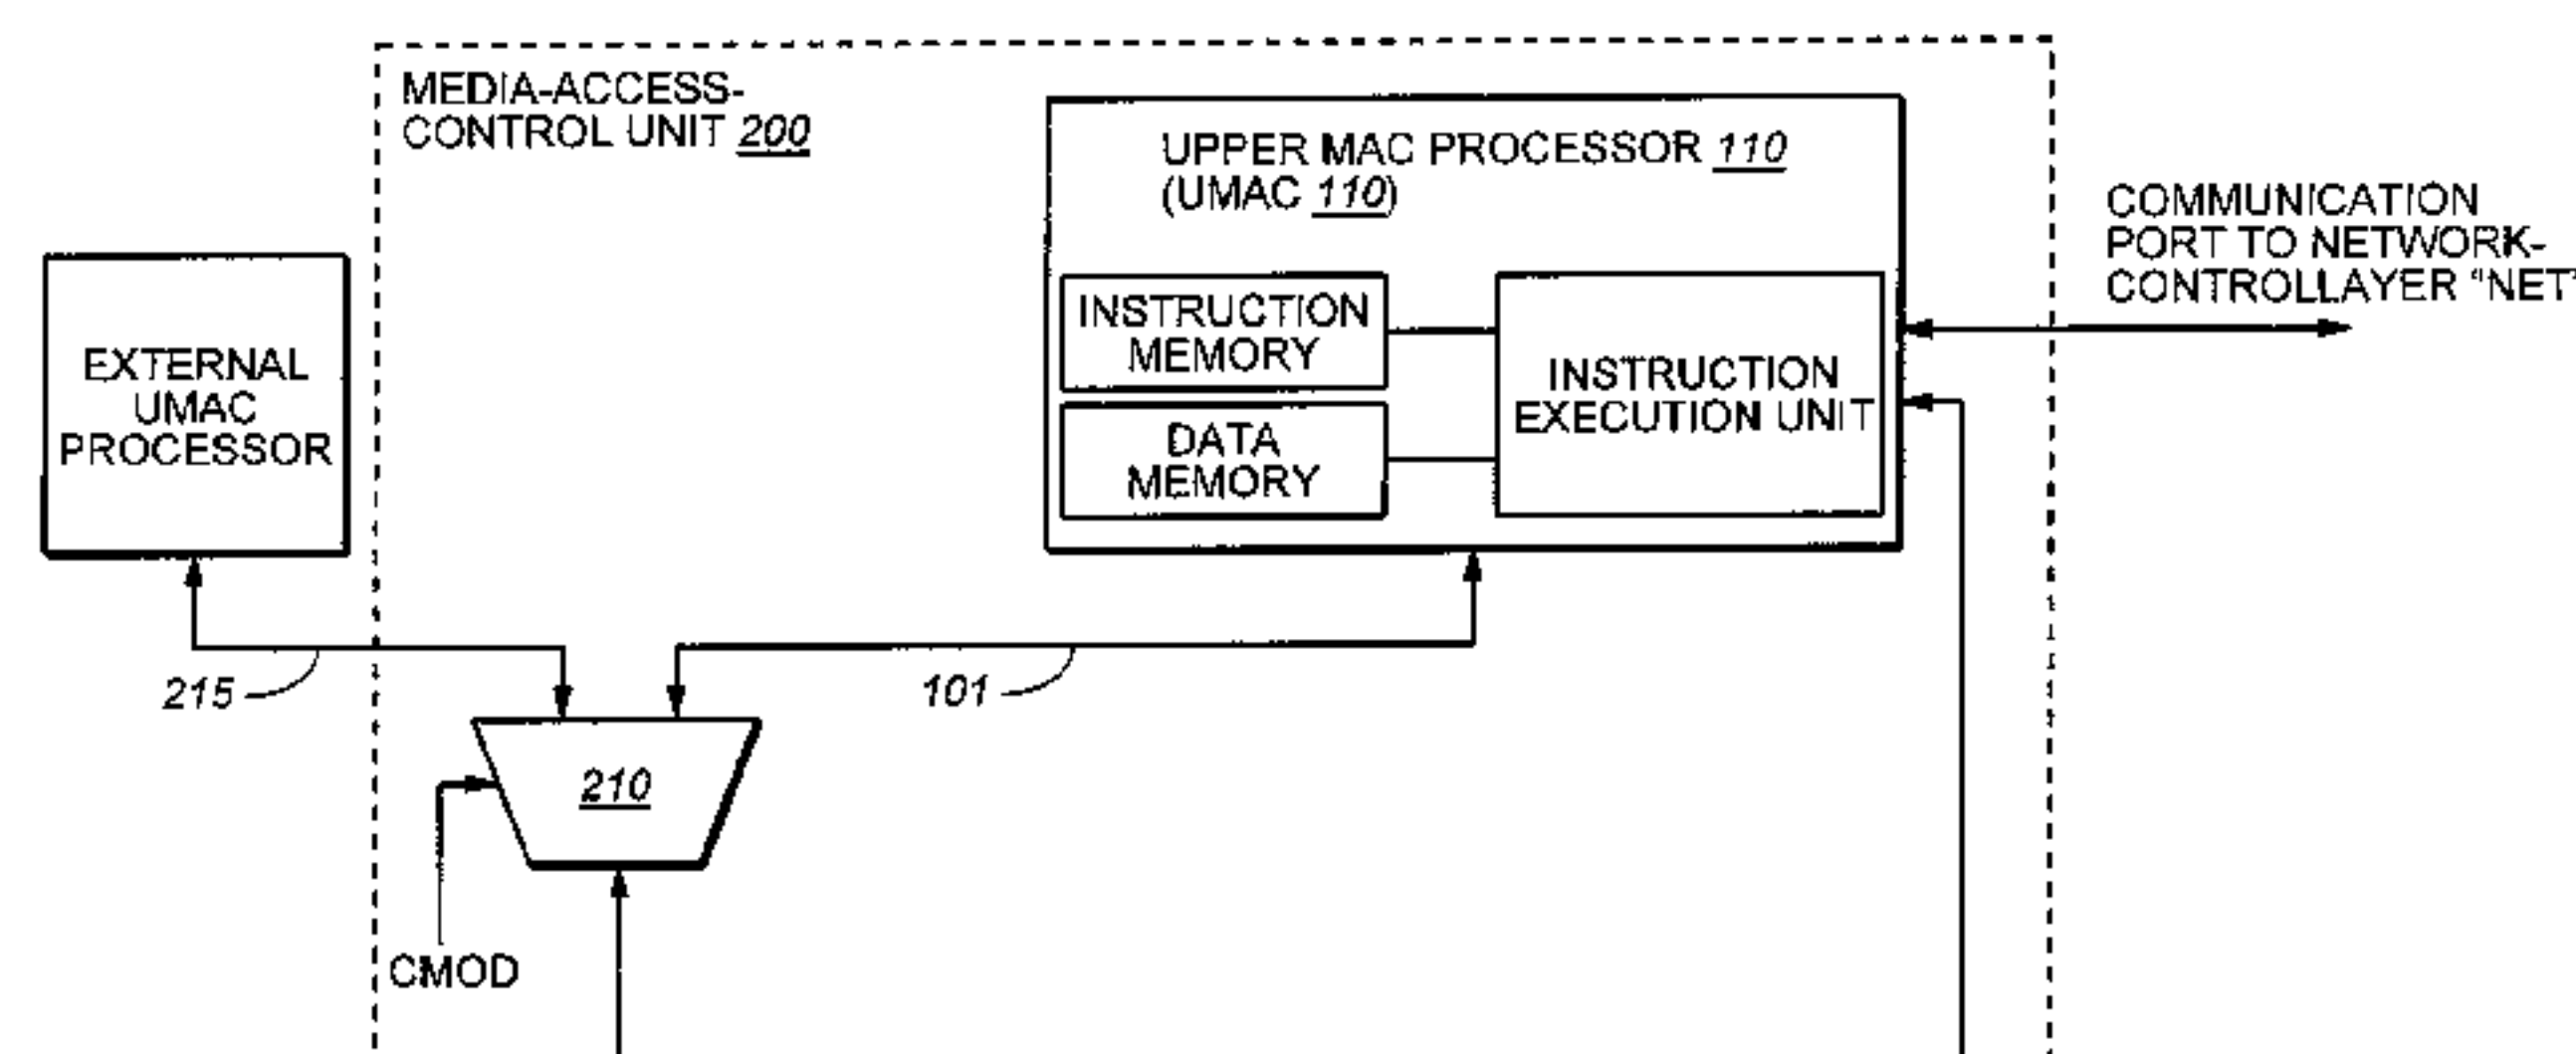 MEDIA-ACCESS-
CONTROL UNIT 200
UPPER MAC PROCESSOR 110
(UMAC 110)
COMMUNICATION
PORT TO NETWORK-
CONTROLLAYER "NET"
EXTERNAL
UMAC
PROCESSOR
INSTRUCTION
MEMORY
DATA
MEMORY
INSTRUCTION
EXECUTION UNIT
215
101
210
CMOD